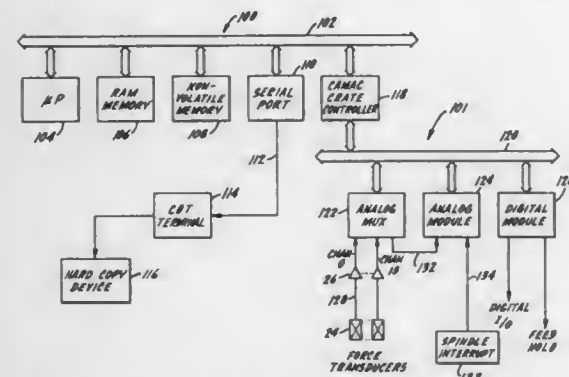 100
102
µP
104
RAM MEMORY
106
NON-VOLATILE MEMORY
108
SERIAL PORT
110
CAMAC CRATE CONTROLLER
118
112
101
120
CRT TERMINAL
114
HARD COPY DEVICE
116
122
ANALOG MUX
124
ANALOG MODULE
DIGITAL MODULE
CHAN 0
CHAN
132
134
26
128
24
FORCE TRANSDUCERS
SPINDLE INTERRUPT
DIGITAL I/O
FEED HOLD